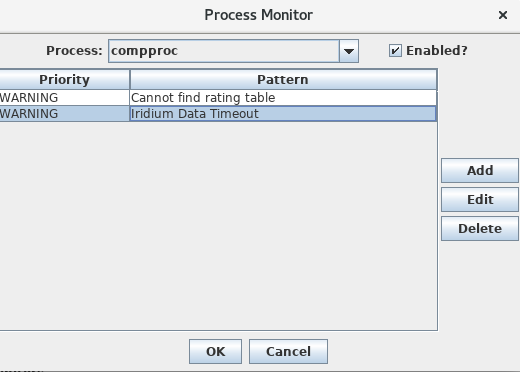 Process Monitor ×
Process: compproc Enabled?
Priority Pattern
WARNING Cannot find rating table
WARNING Iridium Data Timeout
Add
Edit
Delete
OK Cancel